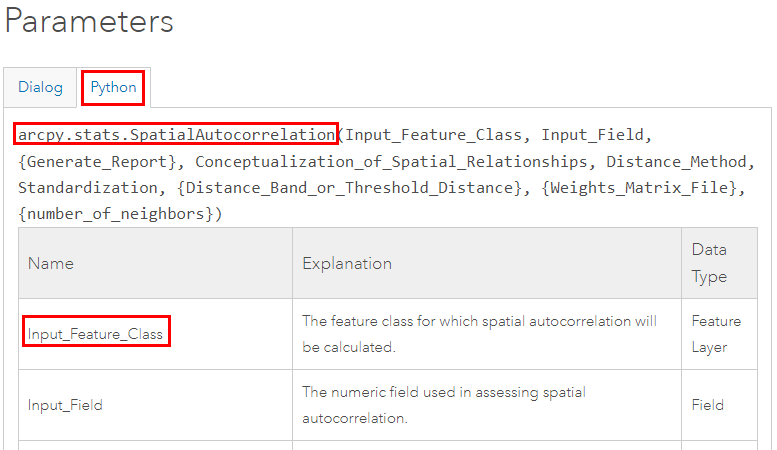 Parameters
Dialog
Python
arcpy.stats.SpatialAutocorrelation(Input_Feature_Class, Input_Field,
{Generate_Report}, Conceptualization_of_Spatial_Relationships, Distance_Method,
Standardization, {Distance_Band_or_Threshold_Distance}, {Weights_Matrix_File},
{number_of_neighbors})
Name
Explanation
Data
Type
Input_Feature_Class
The feature class for which spatial autocorrelation will
be calculated.
Feature
Layer
Input_Field
The numeric field used in assessing spatial
autocorrelation.
Field